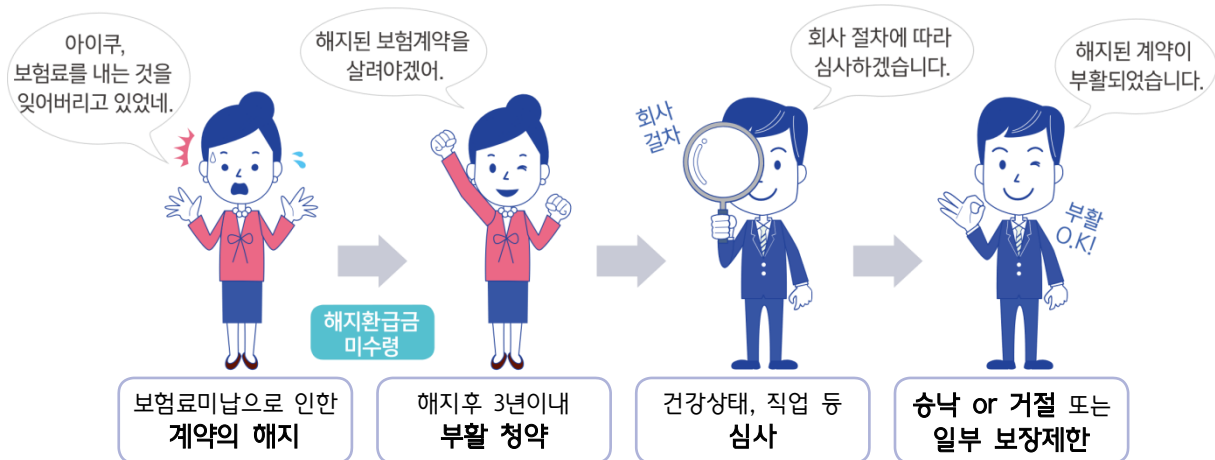 아이쿠,
보험료를 내는 것을
잊어버리고 있었네.
해지된 보험계약을
살려야겠어.
회사 절차에 따라
심사하겠습니다.
해지된 계약이
부활되었습니다.
회사
절차
부활
O.K!
해지환급금
미수령
보험료미납으로 인한
계약의 해지
해지후 3년이내
부활 청약
건강상태, 직업 등
심사
승낙 or 거절 또는
일부 보장제한